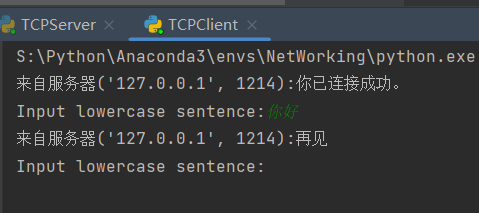 TCPServer × TCPClient ×
S:\Python\Anaconda3\envs\NetWorking\python.exe
来自服务器('127.0.0.1', 1214):你已连接成功。
Input lowercase sentence:你好
来自服务器('127.0.0.1', 1214):再见
Input lowercase sentence: